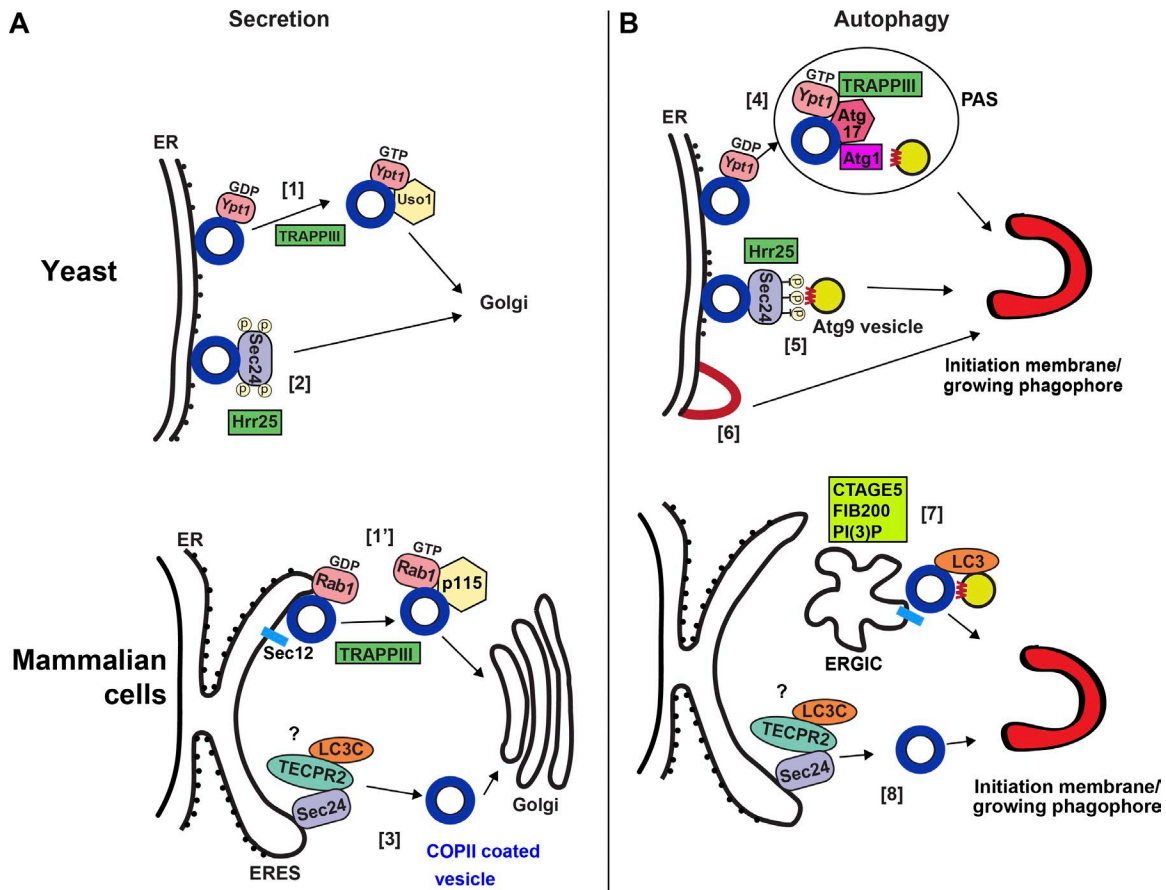 A
Secretion
ER
GDP
Ypt1
[1]
TRAPPIII
GTP
Ypt1
Uso1
Yeast
Golgi
P P
Sec24
P P
[2]
Hrr25
ER
GDP
Rab1
[1’]
GTP
Rab1
p115
Sec12
TRAPPIII
Mammalian
cells
?
LC3C
TECPR2
Sec24
[3]
Golgi
COPII coated
vesicle
ERES
B
Autophagy
ER
[4]
GTP
Ypt1
TRAPPIII
Atg
17
Atg1
PAS
GDP
Ypt1
Hrr25
Sec24
P
P
P
Atg9 vesicle
[5]
[6]
Initiation membrane/
growing phagophore
CTAGE5
FIB200
PI(3)P
[7]
LC3
ERGIC
?
LC3C
TECPR2
Sec24
[8]
Initiation membrane/
growing phagophore